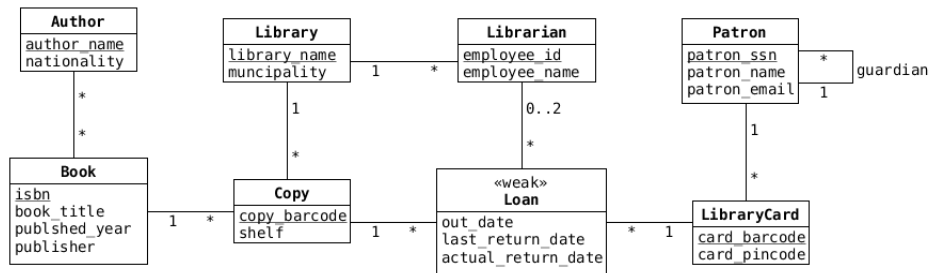 Author
author_name
nationality
Library
library_name
muncipality
Librarian
employee_id
employee_name
Patron
patron_ssn
patron_name
patron_email
*
1
guardian
1
*
*
*
1
*
0..2
*
1
*
Book
isbn
book_title
publshed_year
publisher
1
*
Copy
copy_barcode
shelf
1
*
«weak»
Loan
out_date
last_return_date
actual_return_date
*
1
LibraryCard
card_barcode
card_pincode